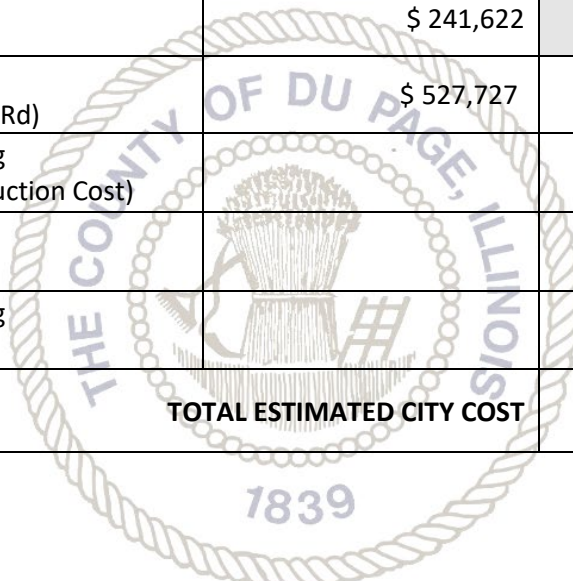 $ 241,622
Rd)
$ 527,727
g
uction Cost)
g
TOTAL ESTIMATED CITY COST
THE COUNTY OF DU PAGE, ILLINOIS
1839